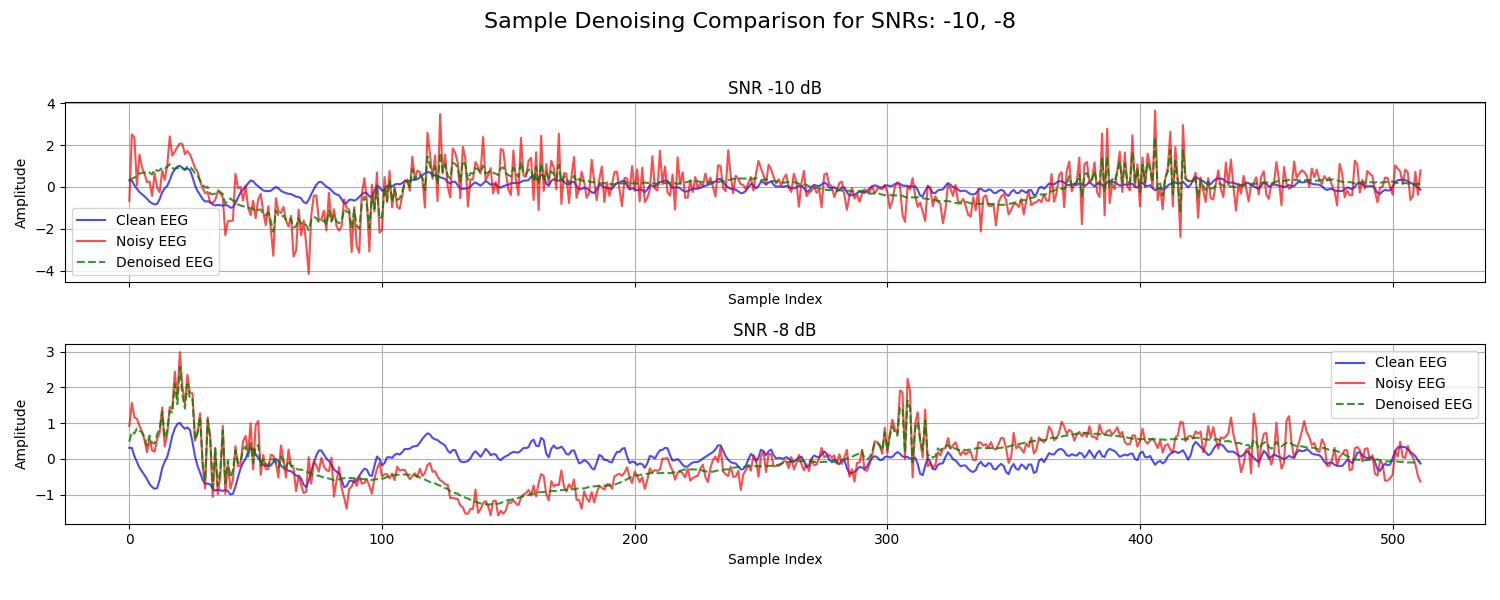 Sample Denoising Comparison for SNRs: -10, -8
SNR -10 dB
4
2
0
−2
−4
Amplitude
Clean EEG
Noisy EEG
Denoised EEG
Sample Index
SNR -8 dB
3
2
1
0
−1
Amplitude
Clean EEG
Noisy EEG
Denoised EEG
0 100 200 300 400 500
Sample Index